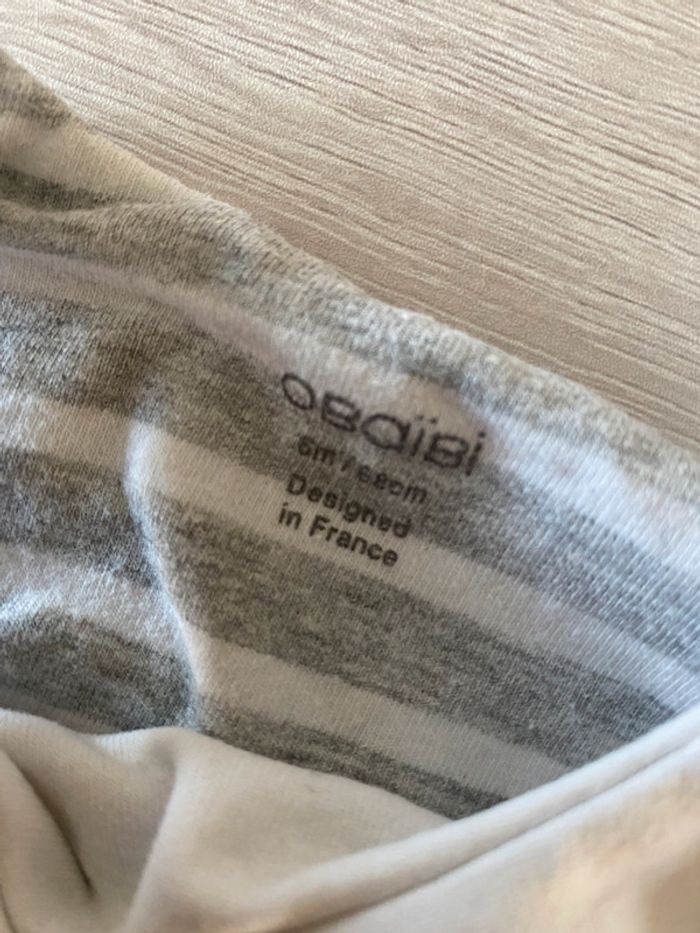 OBaïBi
6m / 68cm
Designed
in France